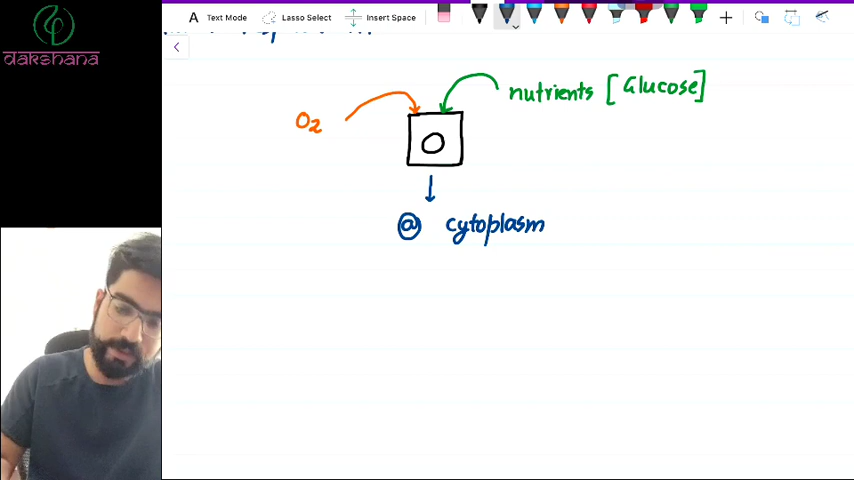 dakshana
A Text Mode Lasso Select Insert Space
nutrients [Glucose]
O2
@ cytoplasm